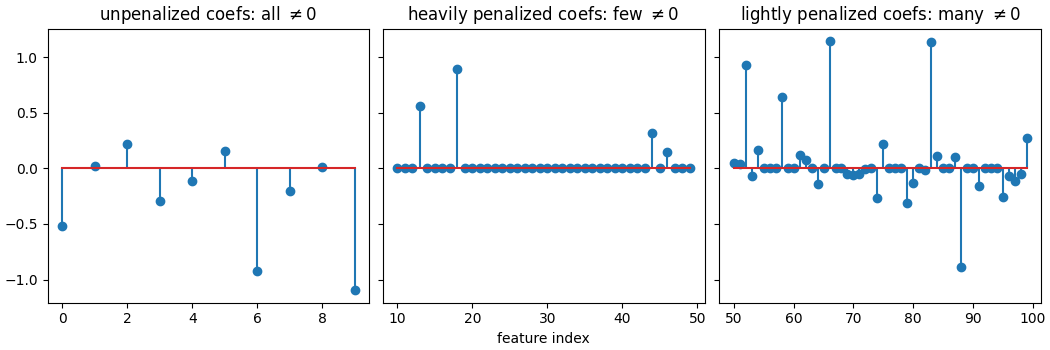 unpenalized coefs: all ≠0
heavily penalized coefs: few ≠0
lightly penalized coefs: many ≠0
1.0
0.5
0.0
−0.5
−1.0
0 2 4 6 8
10 20 30 40 50
50 60 70 80 90 100
feature index